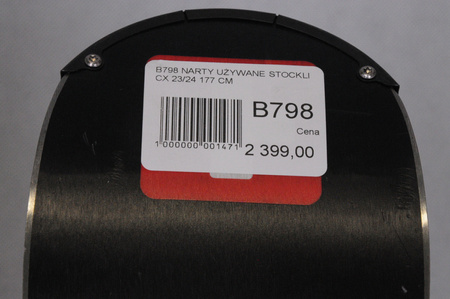 B798 NARTY UŻYWANE STOCKLI
CX 23/24 177 CM
B798
Cena
1 000000 001471
2 399,00